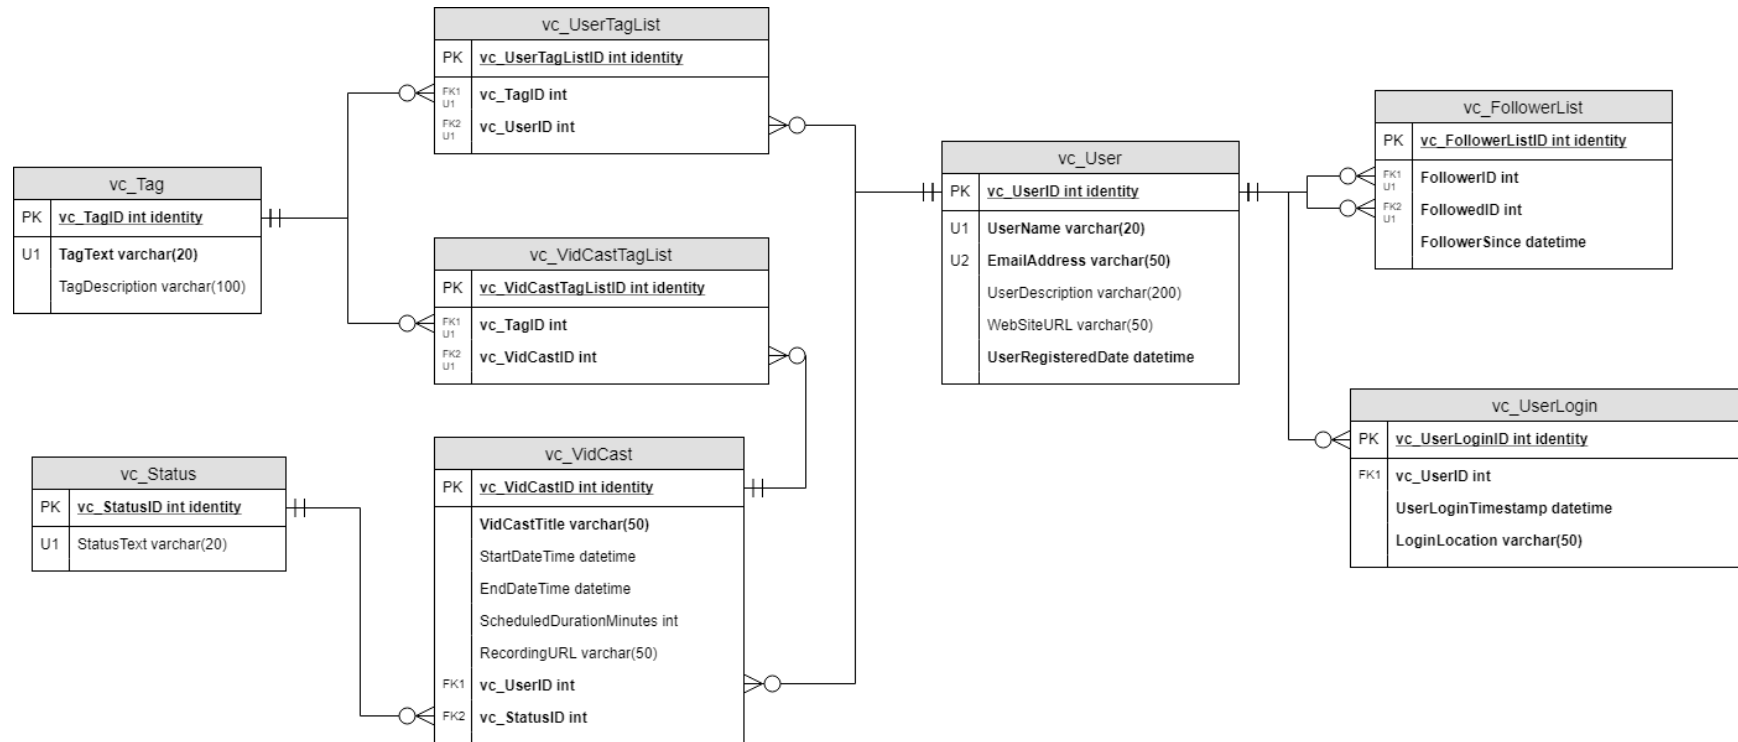 vc_UserTagList
PK vc_UserTagListID int identity
FK1 U1 vc_TagID int
FK2 U1 vc_UserID int
vc_Tag
PK vc_TagID int identity
U1 TagText varchar(20)
TagDescription varchar(100)
vc_VidCastTagList
PK vc_VidCastTagListID int identity
FK1 U1 vc_TagID int
FK2 U1 vc_VidCastID int
vc_Status
PK vc_StatusID int identity
U1 StatusText varchar(20)
vc_VidCast
PK vc_VidCastID int identity
VidCastTitle varchar(50)
StartDateTime datetime
EndDateTime datetime
ScheduledDurationMinutes int
RecordingURL varchar(50)
FK1 vc_UserID int
FK2 vc_StatusID int
vc_User
PK vc_UserID int identity
U1 UserName varchar(20)
U2 EmailAddress varchar(50)
UserDescription varchar(200)
WebSiteURL varchar(50)
UserRegisteredDate datetime
vc_FollowerList
PK vc_FollowerListID int identity
FK1 U1 FollowerID int
FK2 U1 FollowedID int
FollowerSince datetime
vc_UserLogin
PK vc_UserLoginID int identity
FK1 vc_UserID int
UserLoginTimestamp datetime
LoginLocation varchar(50)